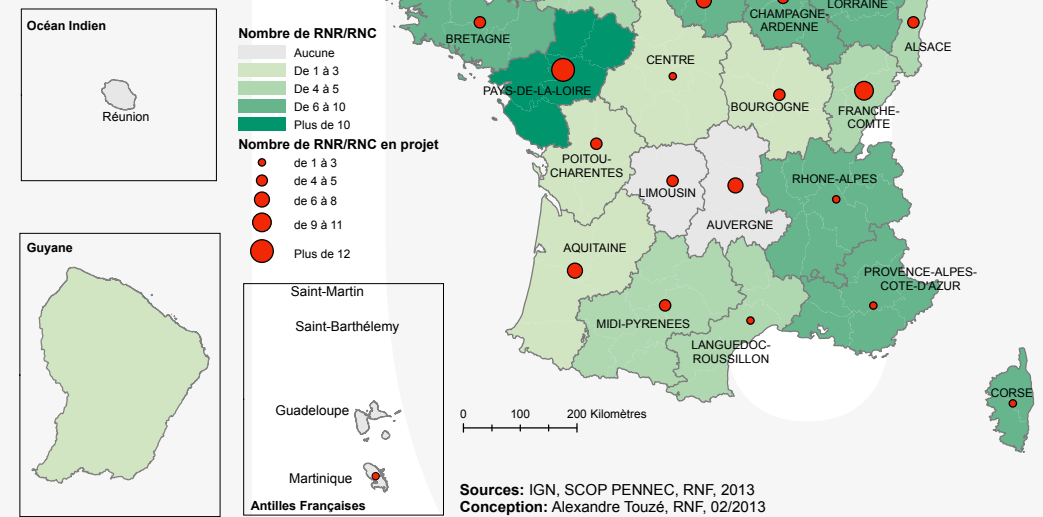 Océan Indien
Réunion
Nombre de RNR/RNC
Aucune
De 1 à 3
De 4 à 5
De 6 à 10
Plus de 10
Nombre de RNR/RNC en projet
de 1 à 3
de 4 à 5
de 6 à 8
de 9 à 11
Plus de 12
BRETAGNE
PAYS-DE-LA-LOIRE
CENTRE
CHAMPAGNE-
ARDENNE
LORRAINE
ALSACE
BOURGOGNE
FRANCHE-
COMTE
POITOU-
CHARENTES
LIMOUSIN
AUVERGNE
RHONE-ALPES
AQUITAINE
MIDI-PYRENEES
LANGUEDOC-
ROUSSILLON
PROVENCE-ALPES-
COTE-D'AZUR
CORSE
Guyane
Saint-Martin
Saint-Barthélemy
Guadeloupe
Martinique
Antilles Françaises
0 100 200 Kilomètres
Sources: IGN, SCOP PENNEC, RNF, 2013
Conception: Alexandre Touzé, RNF, 02/2013